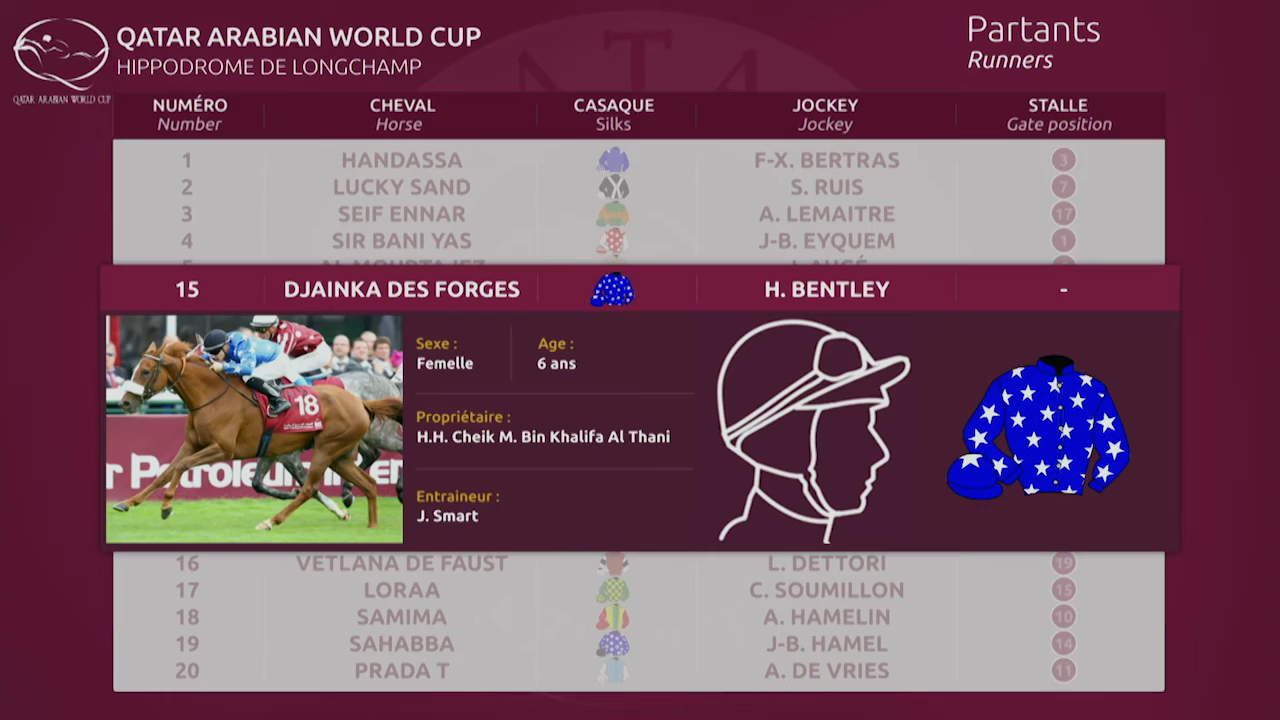 QATAR ARABIAN WORLD CUP
HIPPODROME DE LONGCHAMP
QATAR ARABIAN WORLD CUP
Partants
Runners
NUMÉRO CHEVAL CASAQUE JOCKEY STALLE
Number Horse Silks Jockey Gate position
1 HANDASSA F-X. BERTRAS 3
2 LUCKY SAND S. RUIS 7
3 SEIF ENNAR A. LEMAITRE 17
4 SIR BANI YAS J-B. EYQUEM 1
15 DJAINKA DES FORGES H. BENTLEY -
18
r Petroleum
Sexe : Age :
Femelle 6 ans
Propriétaire :
H.H. Cheik M. Bin Khalifa Al Thani
Entraineur :
J. Smart
16 VETLANA DE FAUST L. DETTORI 19
17 LORAA C. SOUMILLON 15
18 SAMIMA A. HAMELIN 10
19 SAHABBA J-B. HAMEL 14
20 PRADA T A. DE VRIES 11